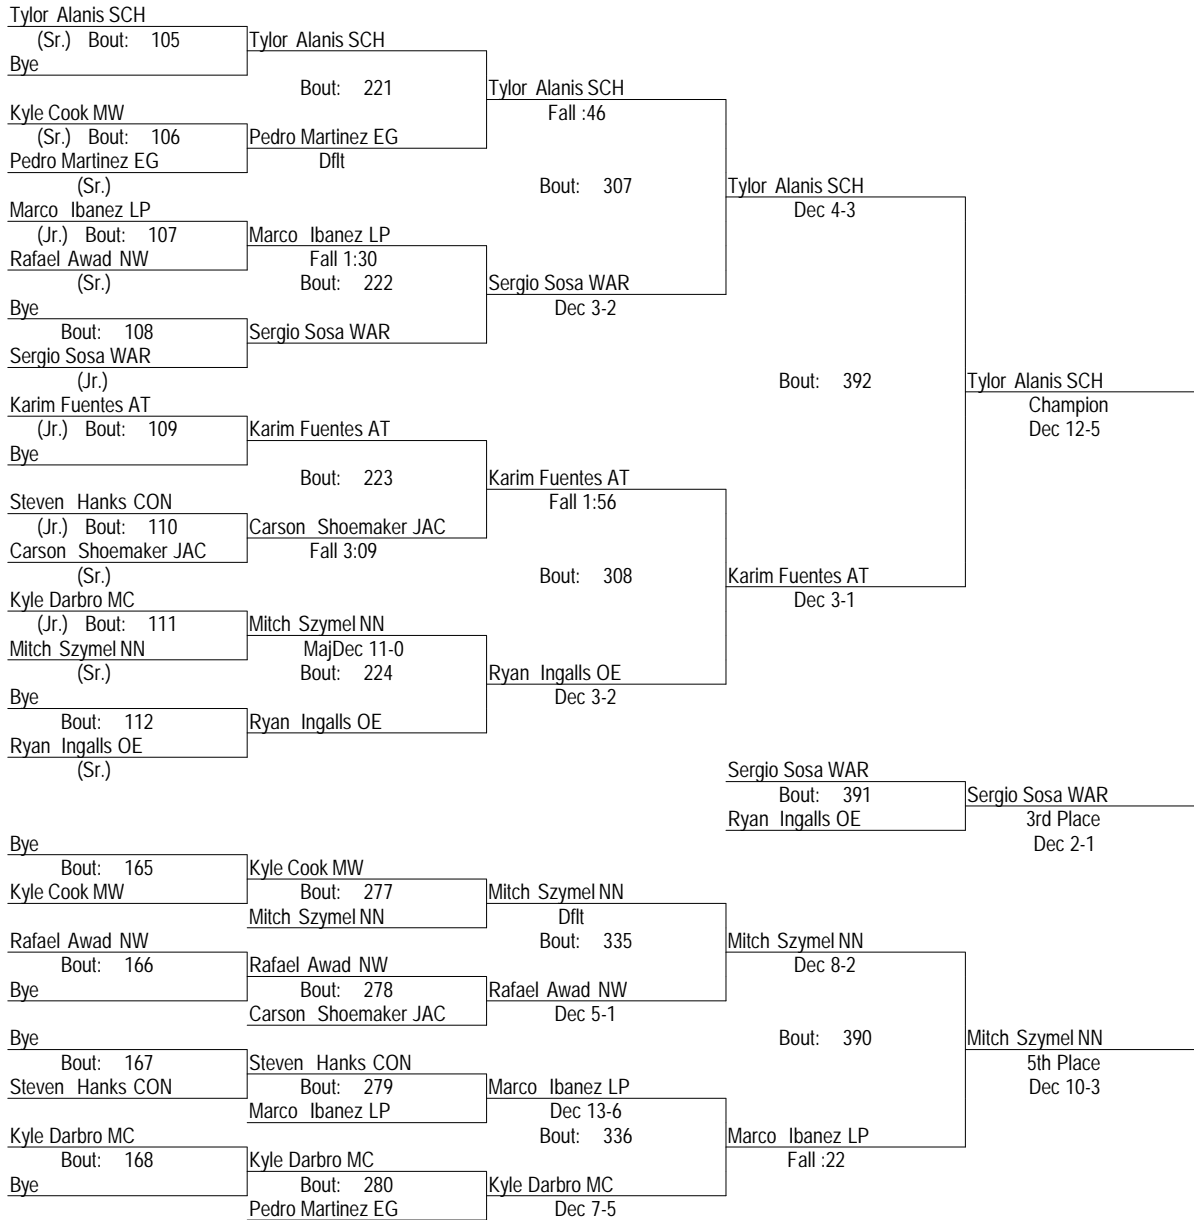 Tylor Alanis SCH
(Sr.) Bout: 105 Tylor Alanis SCH
Bye
Bout: 221 Tylor Alanis SCH
Kyle Cook MW Fall :46
(Sr.) Bout: 106 Pedro Martinez EG
Pedro Martinez EG Dflt
(Sr.) Bout: 307 Tylor Alanis SCH
Marco Ibanez LP Dec 4-3
(Jr.) Bout: 107 Marco Ibanez LP
Rafael Awad NW Fall 1:30
(Sr.) Bout: 222 Sergio Sosa WAR
Bye Dec 3-2
Bout: 108 Sergio Sosa WAR
Sergio Sosa WAR
(Jr.) Bout: 392 Tylor Alanis SCH
Karim Fuentes AT Champion
(Jr.) Bout: 109 Karim Fuentes AT Dec 12-5
Bye
Bout: 223 Karim Fuentes AT
Steven Hanks CON Fall 1:56
(Jr.) Bout: 110 Carson Shoemaker JAC
Carson Shoemaker JAC Fall 3:09
(Sr.) Bout: 308 Karim Fuentes AT
Kyle Darbro MC Dec 3-1
(Jr.) Bout: 111 Mitch Szymel NN
Mitch Szymel NN MajDec 11-0
(Sr.) Bout: 224 Ryan Ingalls OE
Bye Dec 3-2
Bout: 112 Ryan Ingalls OE
Ryan Ingalls OE
(Sr.) Sergio Sosa WAR
Bout: 391 Sergio Sosa WAR
Ryan Ingalls OE 3rd Place
Bye Dec 2-1
Bout: 165 Kyle Cook MW
Kyle Cook MW Bout: 277 Mitch Szymel NN
Mitch Szymel NN Dflt
Rafael Awad NW Bout: 335 Mitch Szymel NN
Bout: 166 Rafael Awad NW Dec 8-2
Bye Bout: 278 Rafael Awad NW
Carson Shoemaker JAC Dec 5-1
Bye Bout: 390 Mitch Szymel NN
Bout: 167 Steven Hanks CON 5th Place
Steven Hanks CON Bout: 279 Marco Ibanez LP Dec 10-3
Marco Ibanez LP Dec 13-6
Kyle Darbro MC Bout: 336 Marco Ibanez LP
Bout: 168 Kyle Darbro MC Fall :22
Bye Bout: 280 Kyle Darbro MC
Pedro Martinez EG Dec 7-5